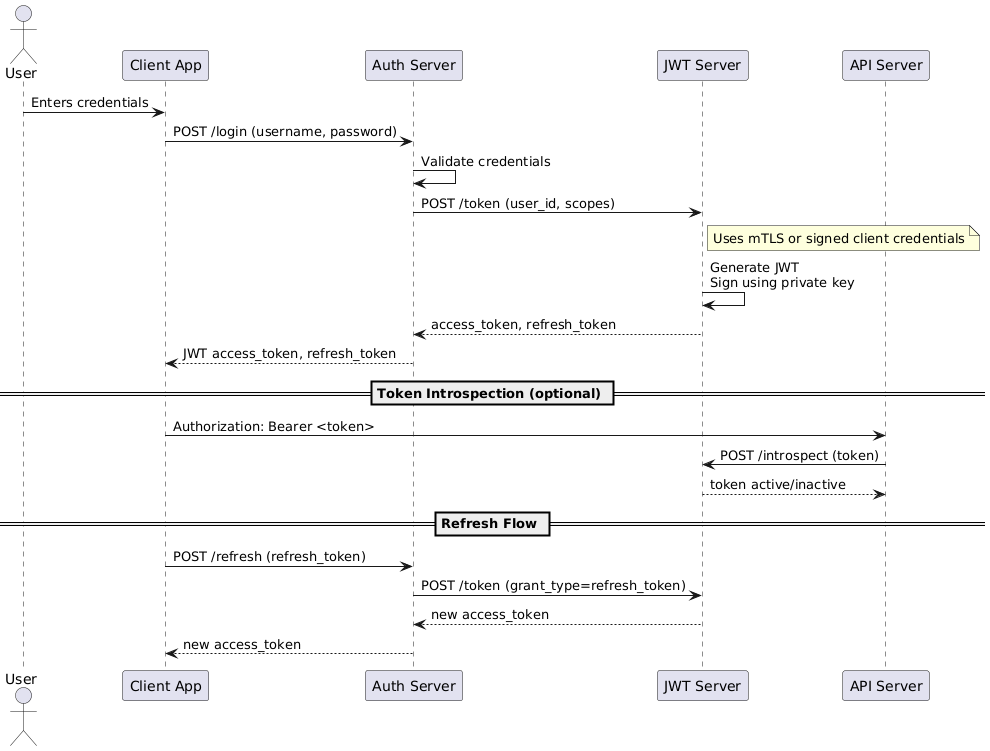 User
Client App
Auth Server
JWT Server
API Server
Enters credentials
POST /login (username, password)
Validate credentials
POST /token (user_id, scopes)
Uses mTLS or signed client credentials
Generate JWT
Sign using private key
access_token, refresh_token
JWT access_token, refresh_token
Token Introspection (optional)
Authorization: Bearer <token>
POST /introspect (token)
token active/inactive
Refresh Flow
POST /refresh (refresh_token)
POST /token (grant_type=refresh_token)
new access_token
new access_token
User
Client App
Auth Server
JWT Server
API Server